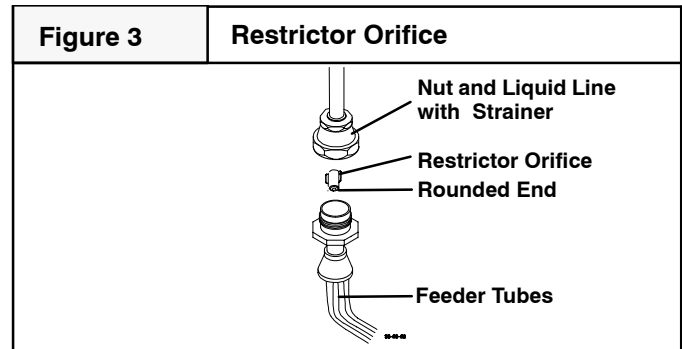 Figure 3
Restrictor Orifice
Nut and Liquid Line
with Strainer
Restrictor Orifice
Rounded End
Feeder Tubes